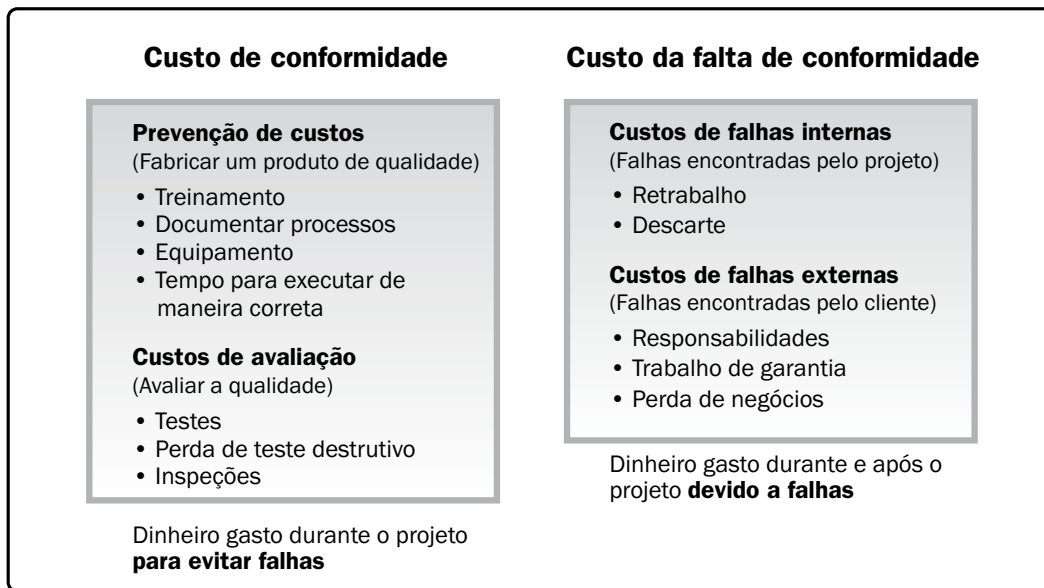 Custo de conformidade
Prevenção de custos
(Fabricar um produto de qualidade)
• Treinamento
• Documentar processos
• Equipamento
• Tempo para executar de
maneira correta
Custos de avaliação
(Avaliar a qualidade)
• Testes
• Perda de teste destrutivo
• Inspeções
Dinheiro gasto durante o projeto
para evitar falhas
Custo da falta de conformidade
Custos de falhas internas
(Falhas encontradas pelo projeto)
• Retrabalho
• Descarte
Custos de falhas externas
(Falhas encontradas pelo cliente)
• Responsabilidades
• Trabalho de garantia
• Perda de negócios
Dinheiro gasto durante e após o
projeto devido a falhas